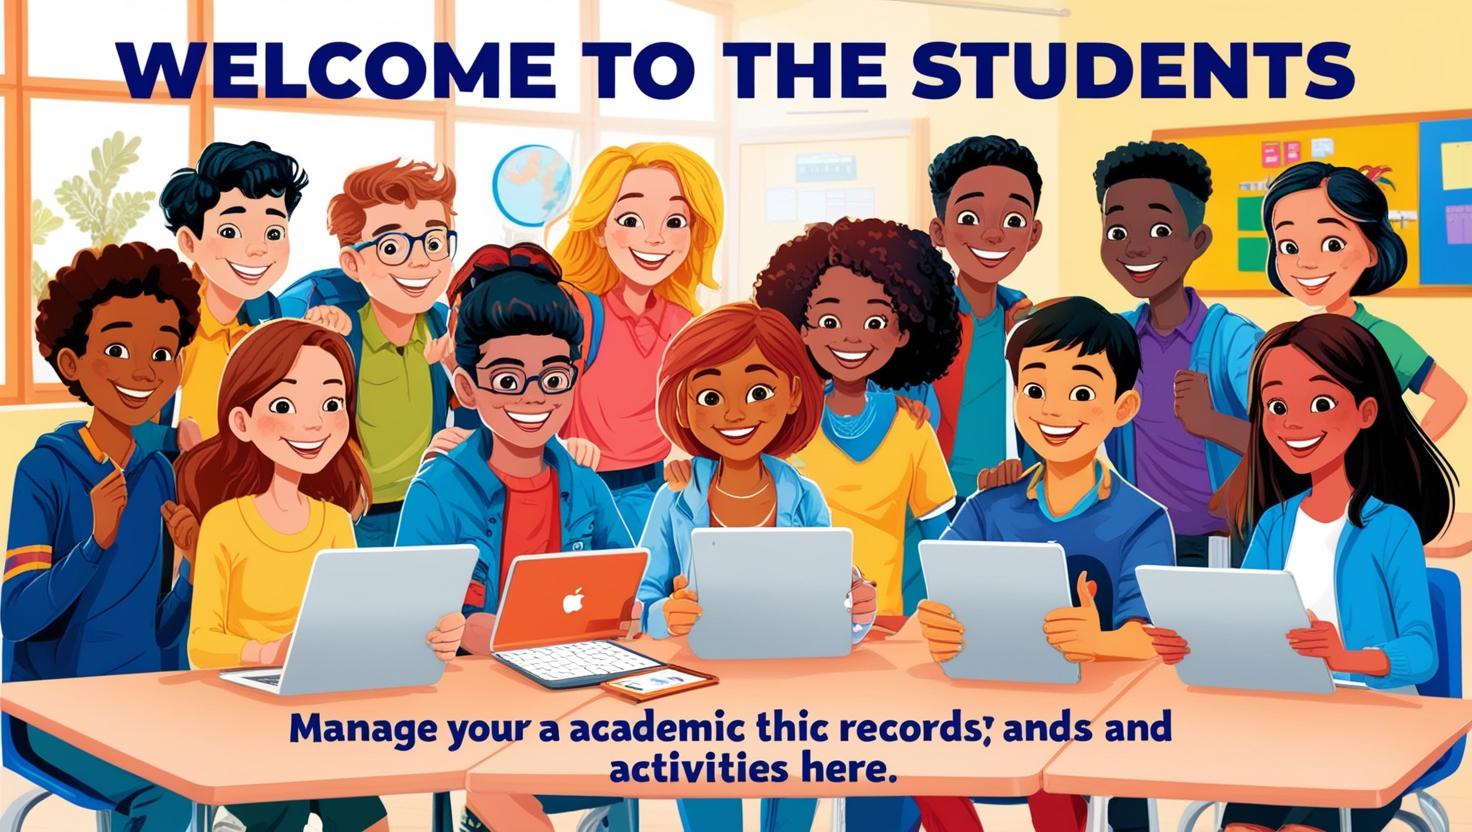 WELCOME TO THE STUDENTS
Manage your a academic thic records; ands and
activities here.